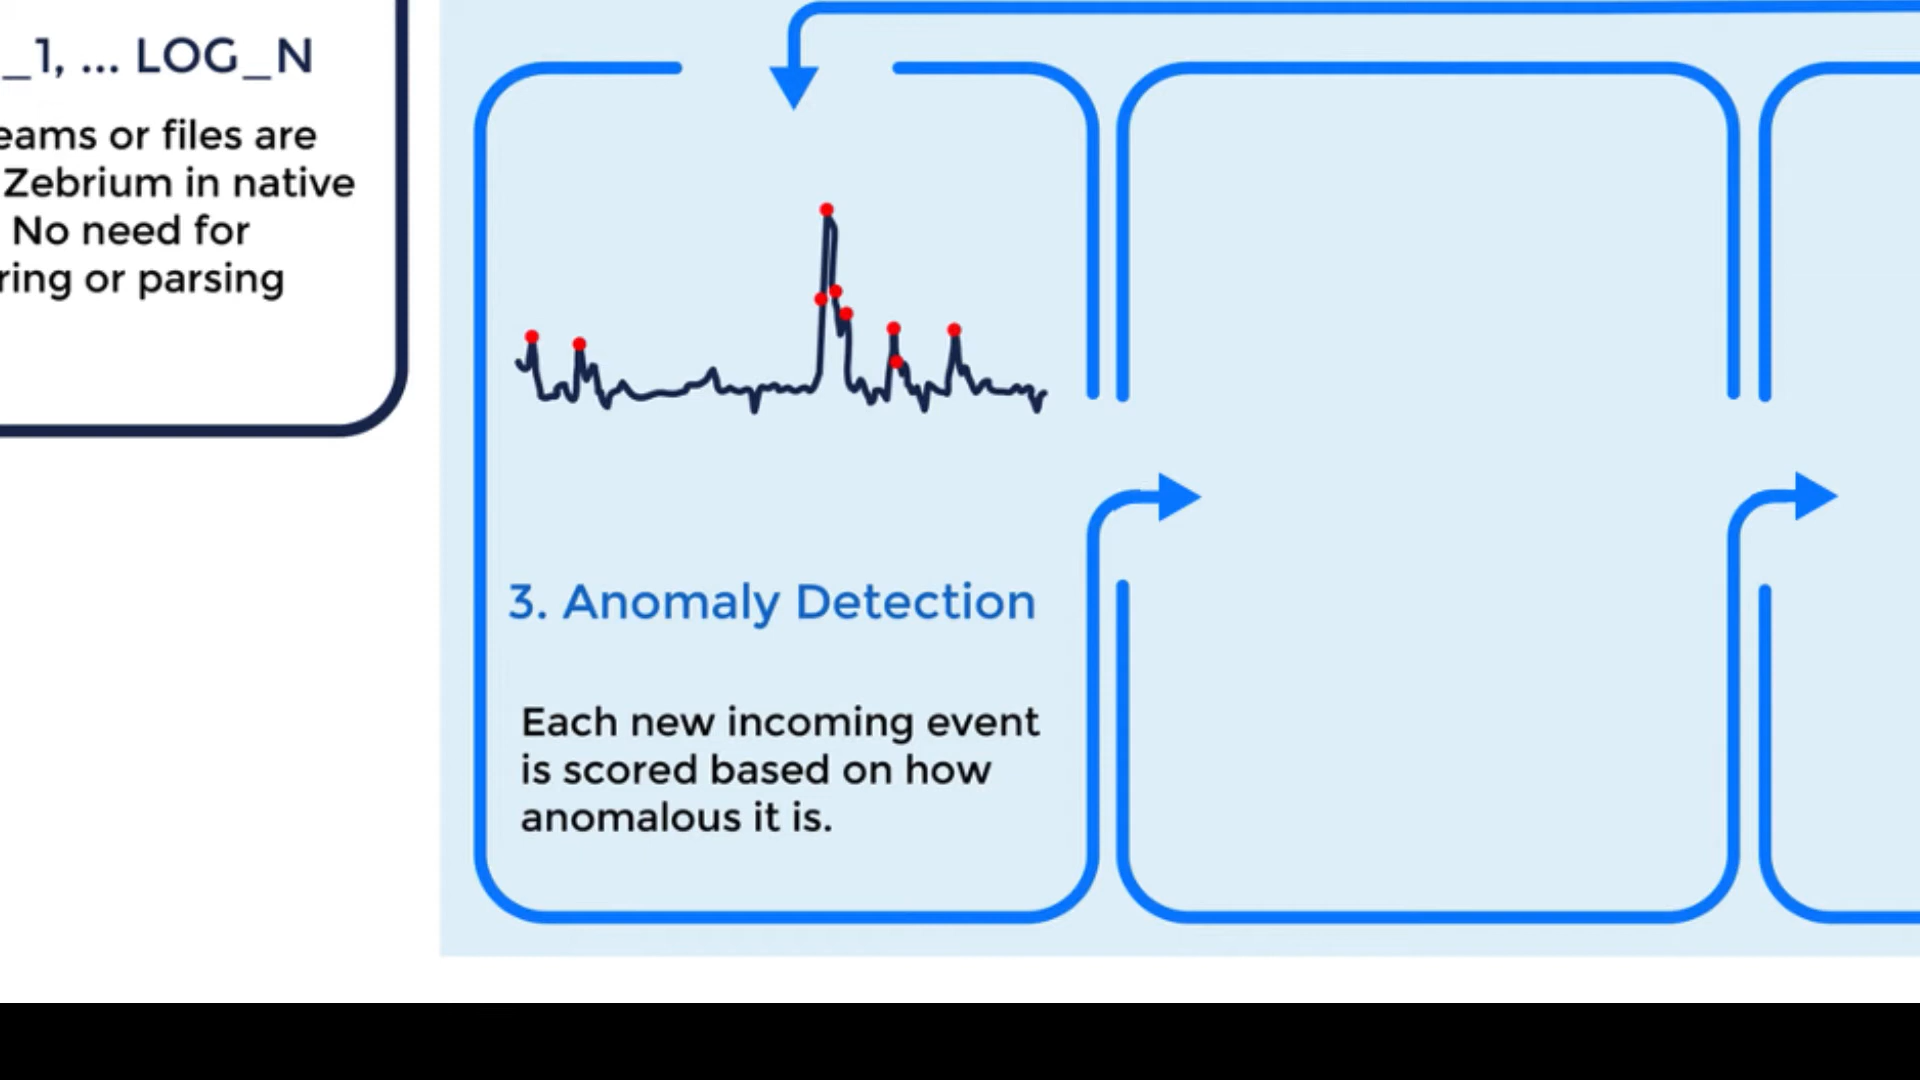 _1, ... LOG_N
eams or files are
Zebrium in native
No need for
ring or parsing
3. Anomaly Detection
Each new incoming event
is scored based on how
anomalous it is.